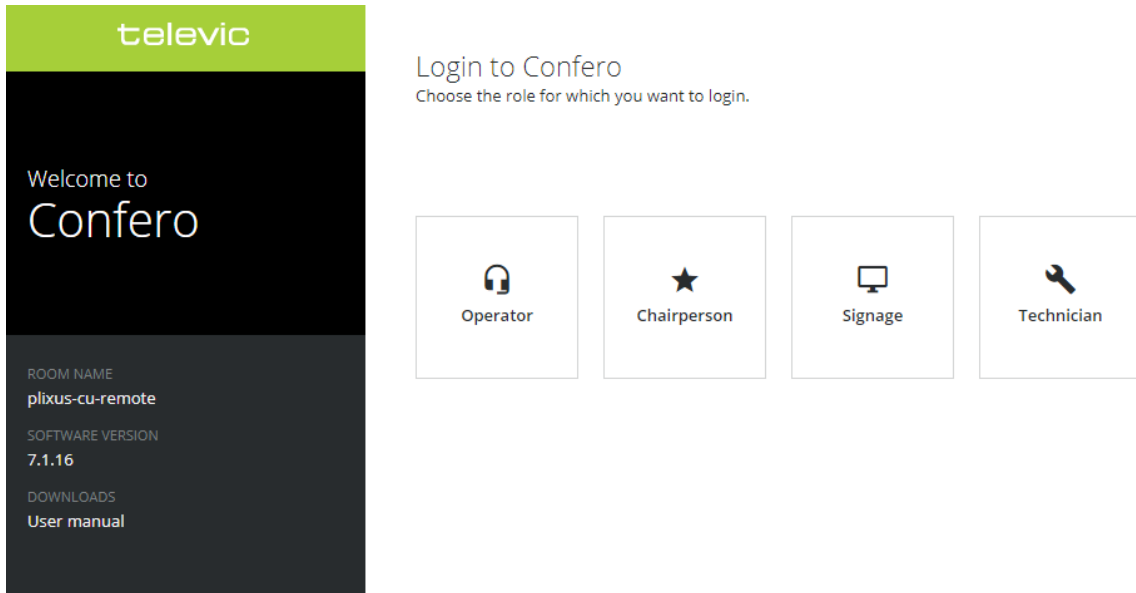 televic
Welcome to
Confero
ROOM NAME
plixus-cu-remote
SOFTWARE VERSION
7.1.16
DOWNLOADS
User manual
Login to Confero
Choose the role for which you want to login.
Operator
Chairperson
Signage
Technician